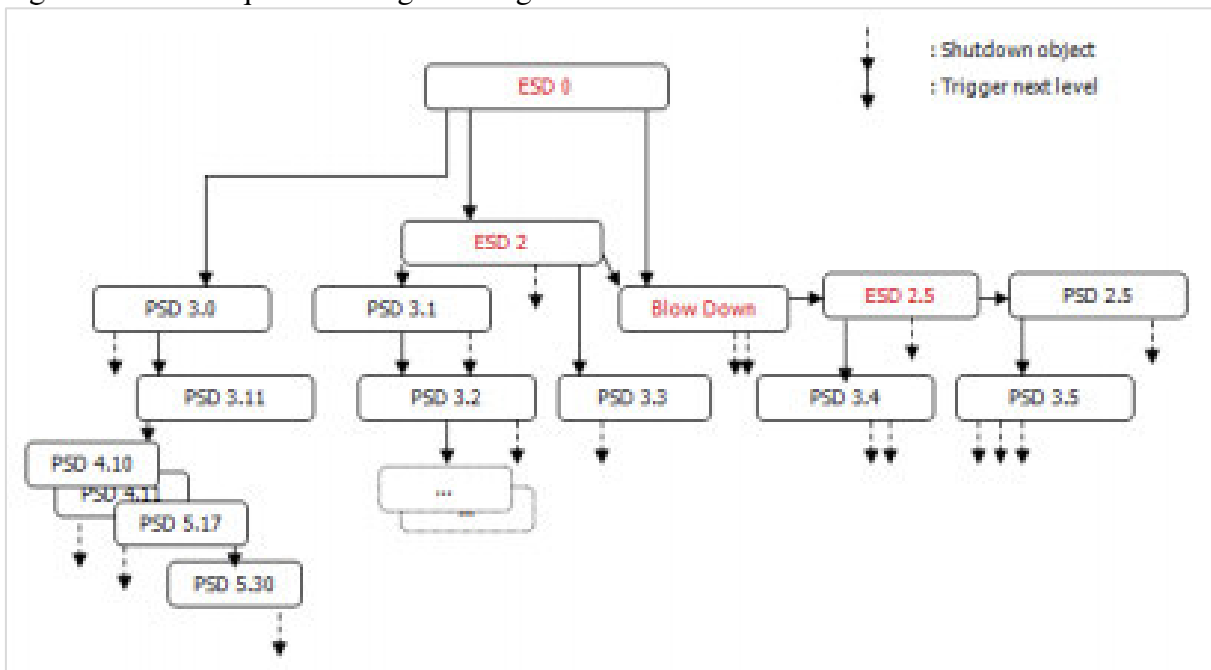 : Shutdown object
: Trigger next level
ESD 0
ESD 2
PSD 3.0
PSD 3.1
Blow Down
ESD 2.5
PSD 2.5
PSD 3.11
PSD 3.2
PSD 3.3
PSD 3.4
PSD 3.5
PSD 4.10
PSD 4.11
...
...
PSD 5.17
PSD 5.30